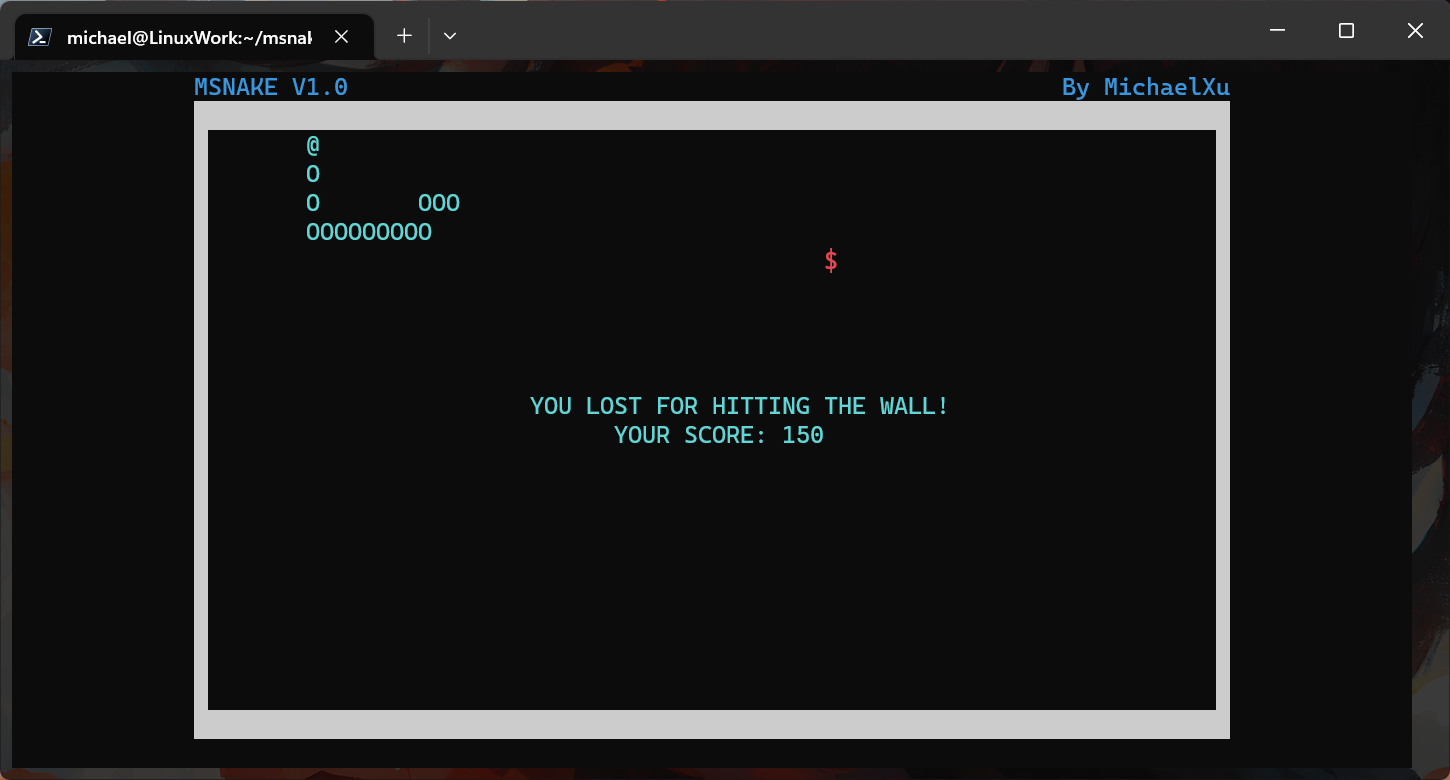 michael@LinuxWork:~/msnak
MSNAKE V1.0 By MichaelXu
@
O
O OOO
OOOOOOOOO
$
YOU LOST FOR HITTING THE WALL!
YOUR SCORE: 150